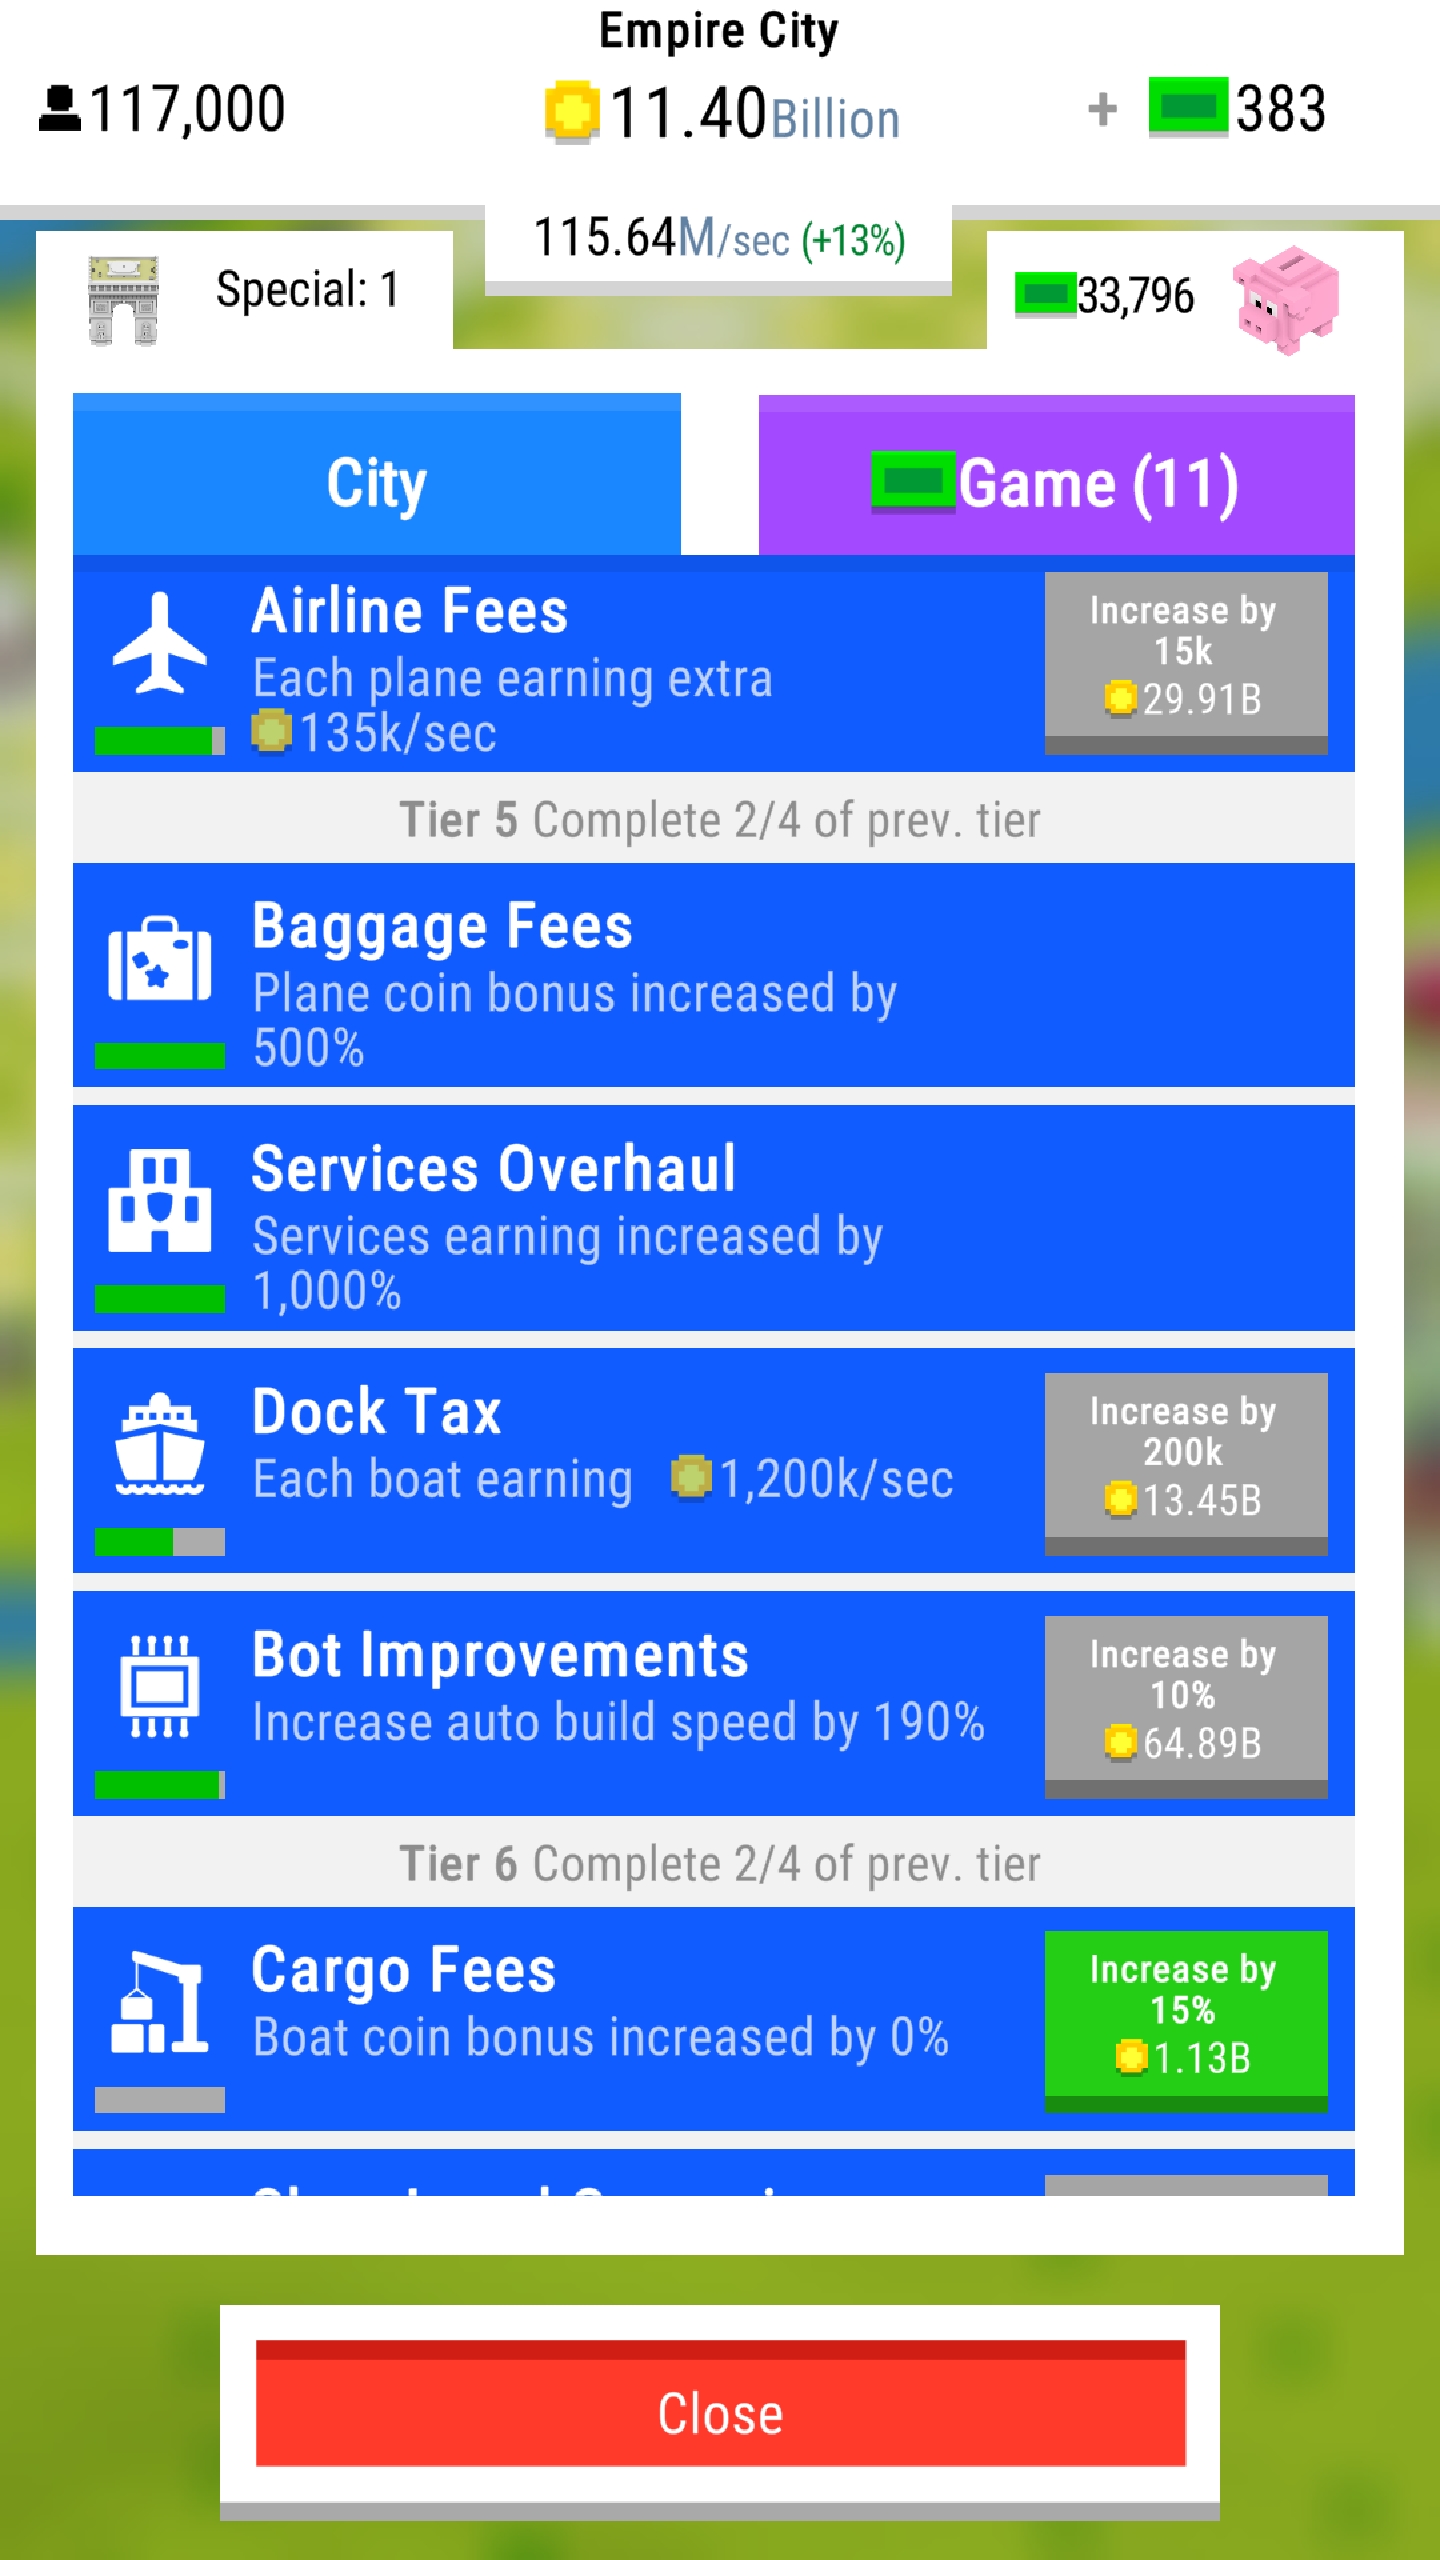 Empire City
117,000
11.40 Billion
+ 383
115.64M/sec (+13%)
Special: 1
33,796
City
Game (11)
Airline Fees
Each plane earning extra
135k/sec
Increase by
15k
29.91B
Tier 5 Complete 2/4 of prev. tier
Baggage Fees
Plane coin bonus increased by
500%
Services Overhaul
Services earning increased by
1,000%
Dock Tax
Each boat earning 1,200k/sec
Increase by
200k
13.45B
Bot Improvements
Increase auto build speed by 190%
Increase by
10%
64.89B
Tier 6 Complete 2/4 of prev. tier
Cargo Fees
Boat coin bonus increased by 0%
Increase by
15%
1.13B
Close